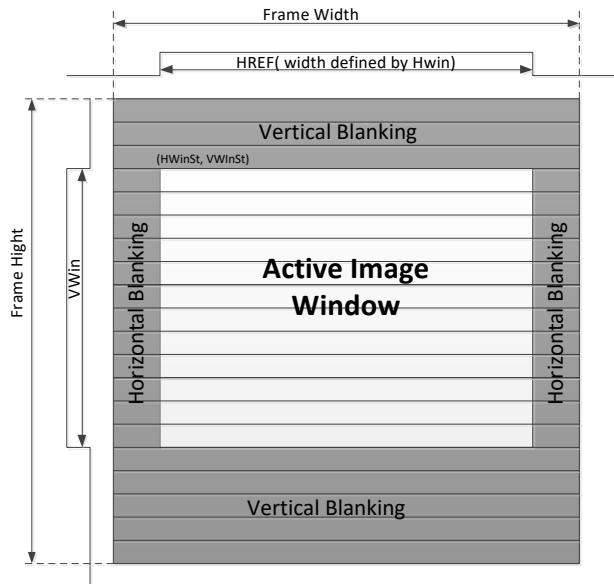 Frame Width
HREF( width defined by Hwin)
Vertical Blanking
(HWinSt, VWInSt)
Frame Hight
VWin
Horizontal Blanking
Active Image
Window
Horizontal Blanking
Vertical Blanking